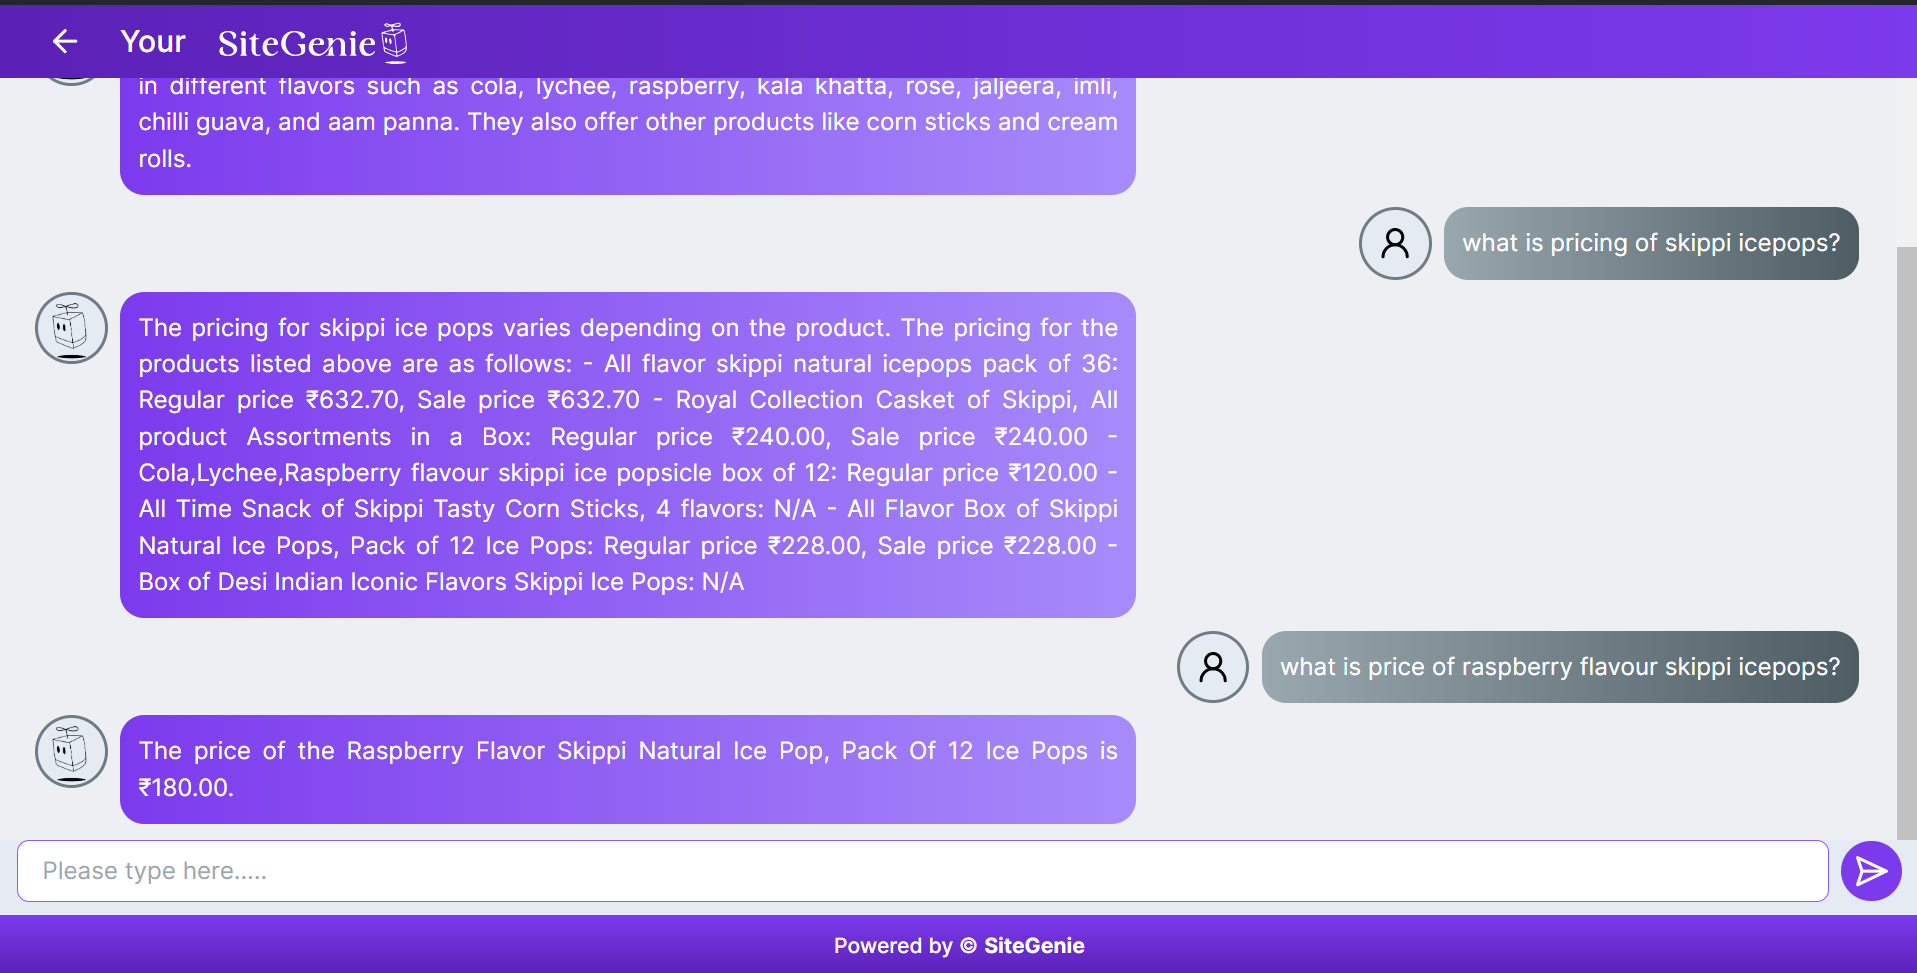 Your SiteGenie
in different flavors such as cola, lychee, raspberry, kala khatta, rose, jaljeera, imli,
chilli guava, and aam panna. They also offer other products like corn sticks and cream
rolls.
what is pricing of skippi icepops?
The pricing for skippi ice pops varies depending on the product. The pricing for the
products listed above are as follows: - All flavor skippi natural icepops pack of 36:
Regular price ₹632.70, Sale price ₹632.70 - Royal Collection Casket of Skippi, All
product Assortments in a Box: Regular price ₹240.00, Sale price ₹240.00 -
Cola,Lychee,Raspberry flavour skippi ice popsicle box of 12: Regular price ₹120.00 -
All Time Snack of Skippi Tasty Corn Sticks, 4 flavors: N/A - All Flavor Box of Skippi
Natural Ice Pops, Pack of 12 Ice Pops: Regular price ₹228.00, Sale price ₹228.00 -
Box of Desi Indian Iconic Flavors Skippi Ice Pops: N/A
what is price of raspberry flavour skippi icepops?
The price of the Raspberry Flavor Skippi Natural Ice Pop, Pack Of 12 Ice Pops is
₹180.00.
Please type here.....
Powered by © SiteGenie